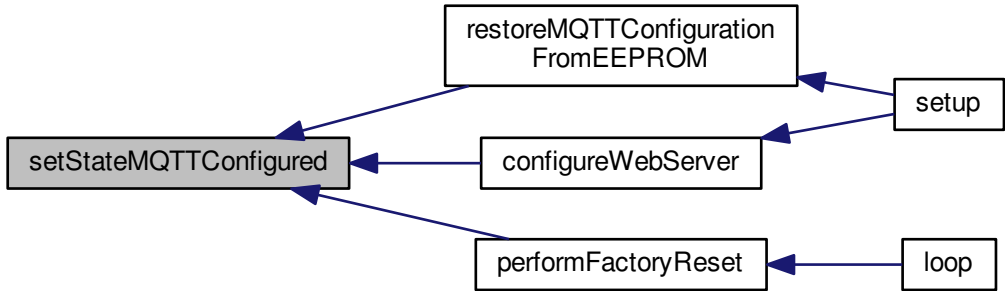 restoreMQTTConfiguration
FromEEPROM
setup
setStateMQTTConfigured
configureWebServer
performFactoryReset
loop